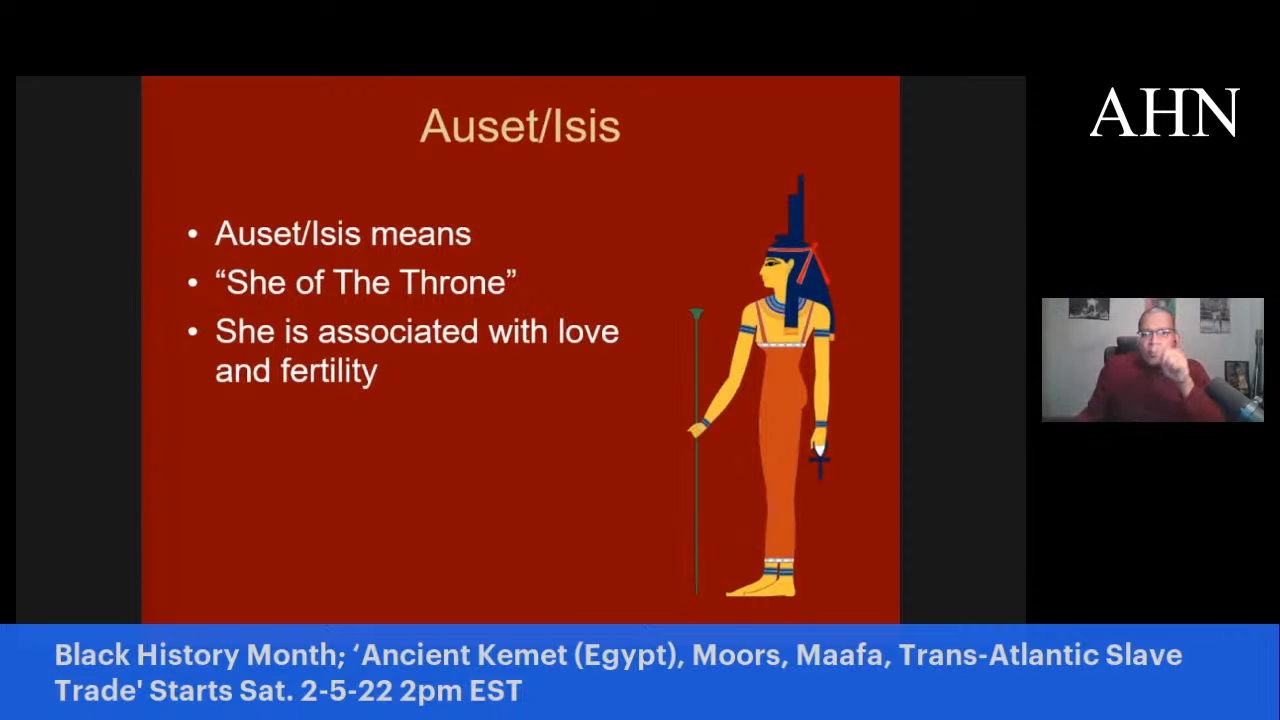 Auset/Isis
AHN
• Auset/Isis means
• “She of The Throne”
• She is associated with love
and fertility
Black History Month; ‘Ancient Kemet (Egypt), Moors, Maafa, Trans-Atlantic Slave
Trade' Starts Sat. 2-5-22 2pm EST